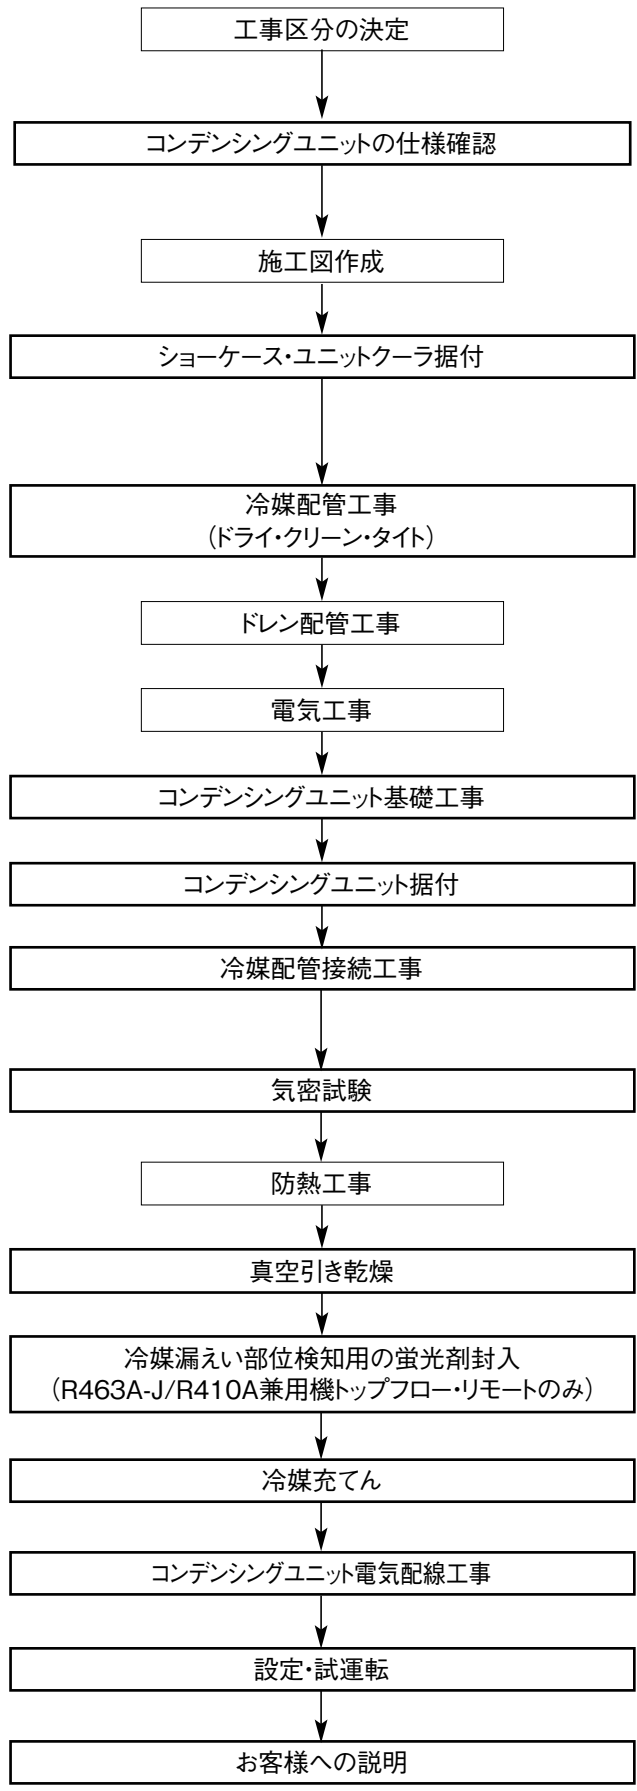 工事区分の決定
コンデンシングユニットの仕様確認
施工図作成
ショーケース・ユニットクーラ据付
冷媒配管工事
(ドライ・クリーン・タイト)
ドレン配管工事
電気工事
コンデンシングユニット基礎工事
コンデンシングユニット据付
冷媒配管接続工事
気密試験
防熱工事
真空引き乾燥
冷媒漏えい部位検知用の蛍光剤封入
(R463A-J/R410A兼用機トップフロー・リモートのみ)
冷媒充てん
コンデンシングユニット電気配線工事
設定・試運転
お客様への説明